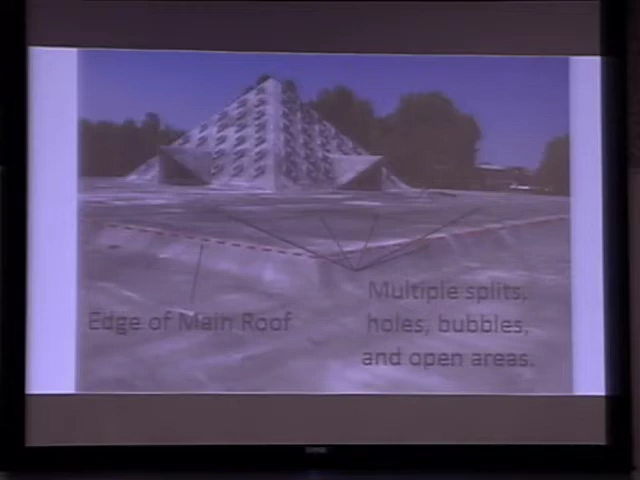 Edge of Main Roof
Multiple splits,
holes, bubbles,
and open areas.